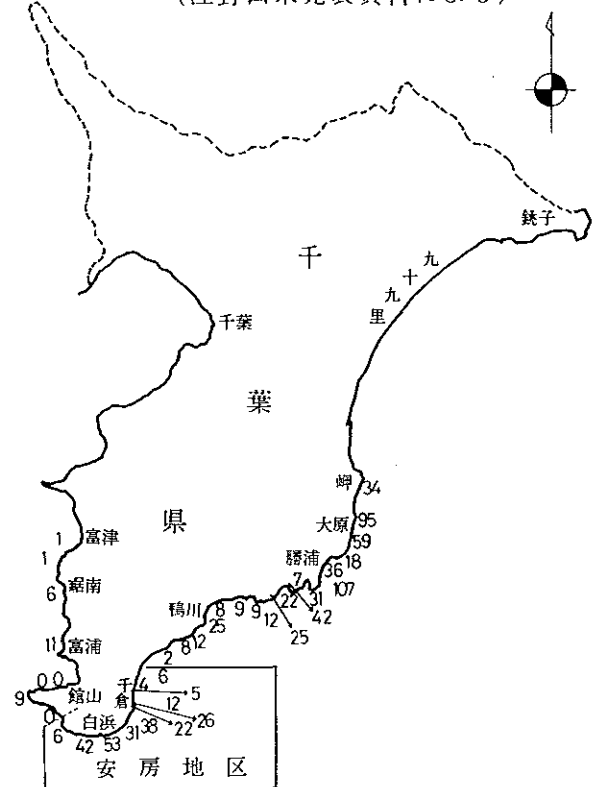 銚子
九十九里
千葉県
千葉
岬
34
大原
95
59
18
勝浦
36
7
107
31
42
22
25
12
9
9
8
鴨川
25
12
8
2
6
4
千倉
5
12
26
22
38
31
53
42
白浜
6
0
9
館山
0 0
11 富浦
6 鋸南
1
1 富津
安房地区